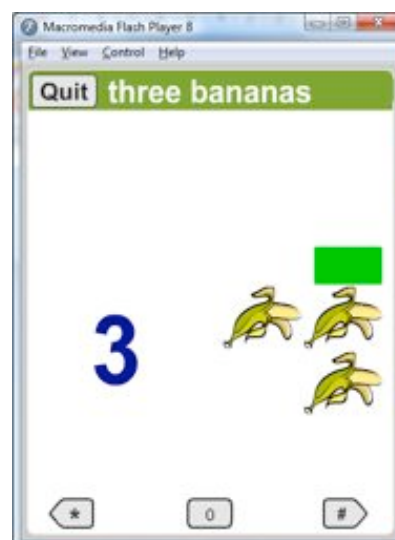 Macromedia Flash Player 8
File View Control Help
Quit three bananas
3
* 0 #